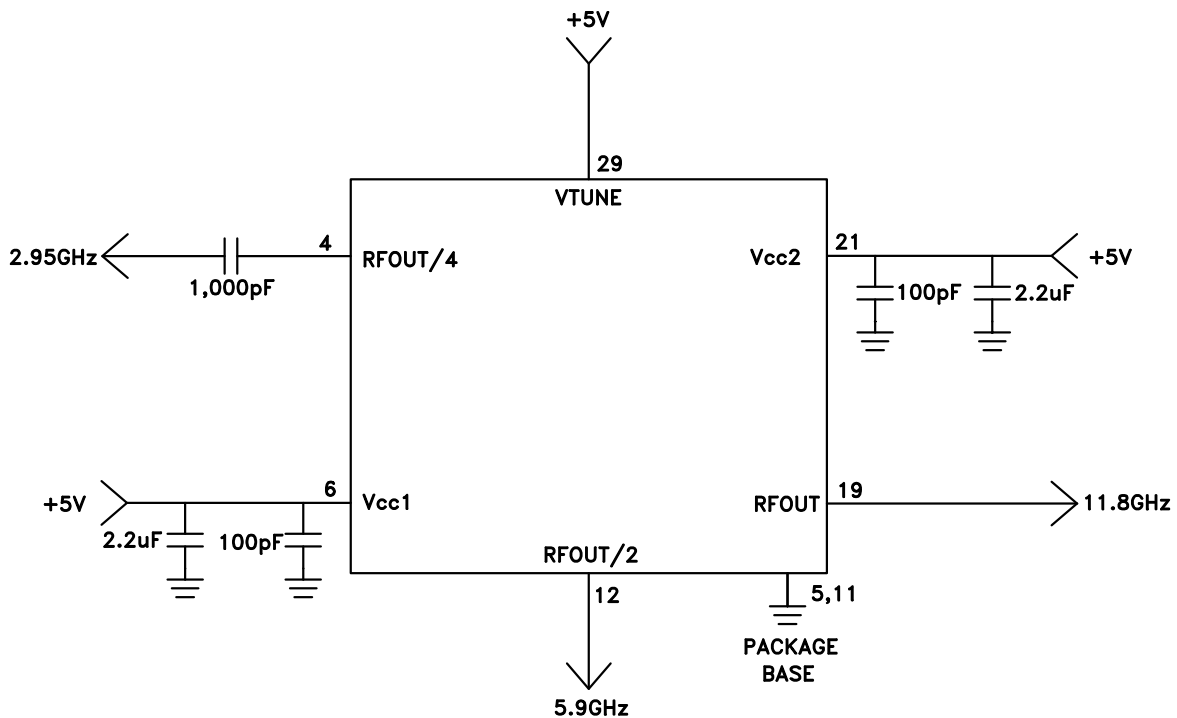 +5V
29
VTUNE
4
21
2.95GHz
RFOUT/4
Vcc2
+5V
1,000pF
100pF
2.2uF
6
19
+5V
Vcc1
RFOUT
11.8GHz
2.2uF
100pF
RFOUT/2
12
5,11
PACKAGE
BASE
5.9GHz